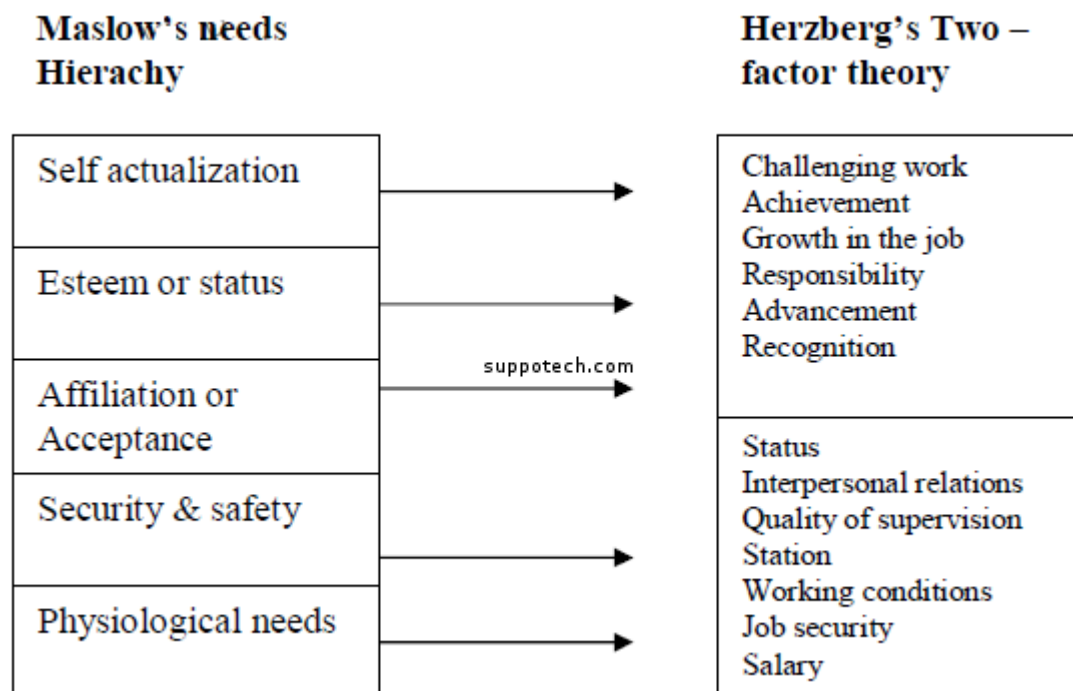 Maslow's needs
Hierachy
Herzberg's Two –
factor theory
Self actualization
Esteem or status
Affiliation or
Acceptance
Security & safety
Physiological needs
suppotech.com
Challenging work
Achievement
Growth in the job
Responsibility
Advancement
Recognition
Status
Interpersonal relations
Quality of supervision
Station
Working conditions
Job security
Salary